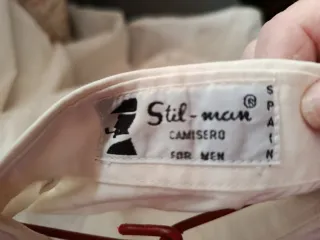 Stil-man ®
CAMISERO
FOR MEN
SPAIN